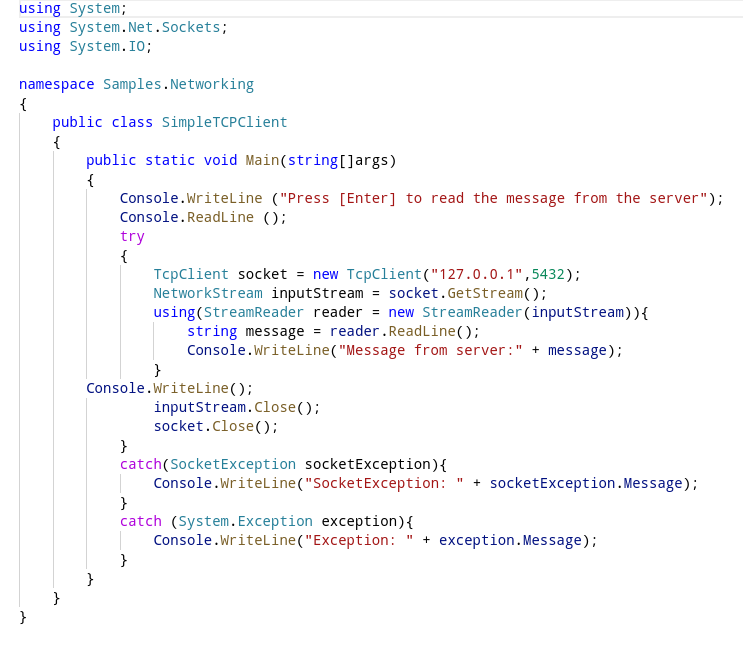 using System;
using System.Net.Sockets;
using System.IO;

namespace Samples.Networking
{
    public class SimpleTCPClient
    {
        public static void Main(string[]args)
        {
            Console.WriteLine ("Press [Enter] to read the message from the server");
            Console.ReadLine ();
            try
            {
                TcpClient socket = new TcpClient("127.0.0.1",5432);
                NetworkStream inputStream = socket.GetStream();
                using(StreamReader reader = new StreamReader(inputStream)){
                    string message = reader.ReadLine();
                    Console.WriteLine("Message from server:" + message);
                }
        Console.WriteLine();
                inputStream.Close();
                socket.Close();
            }
            catch(SocketException socketException){
                Console.WriteLine("SocketException: " + socketException.Message);
            }
            catch (System.Exception exception){
                Console.WriteLine("Exception: " + exception.Message);
            }
        }
    }
}